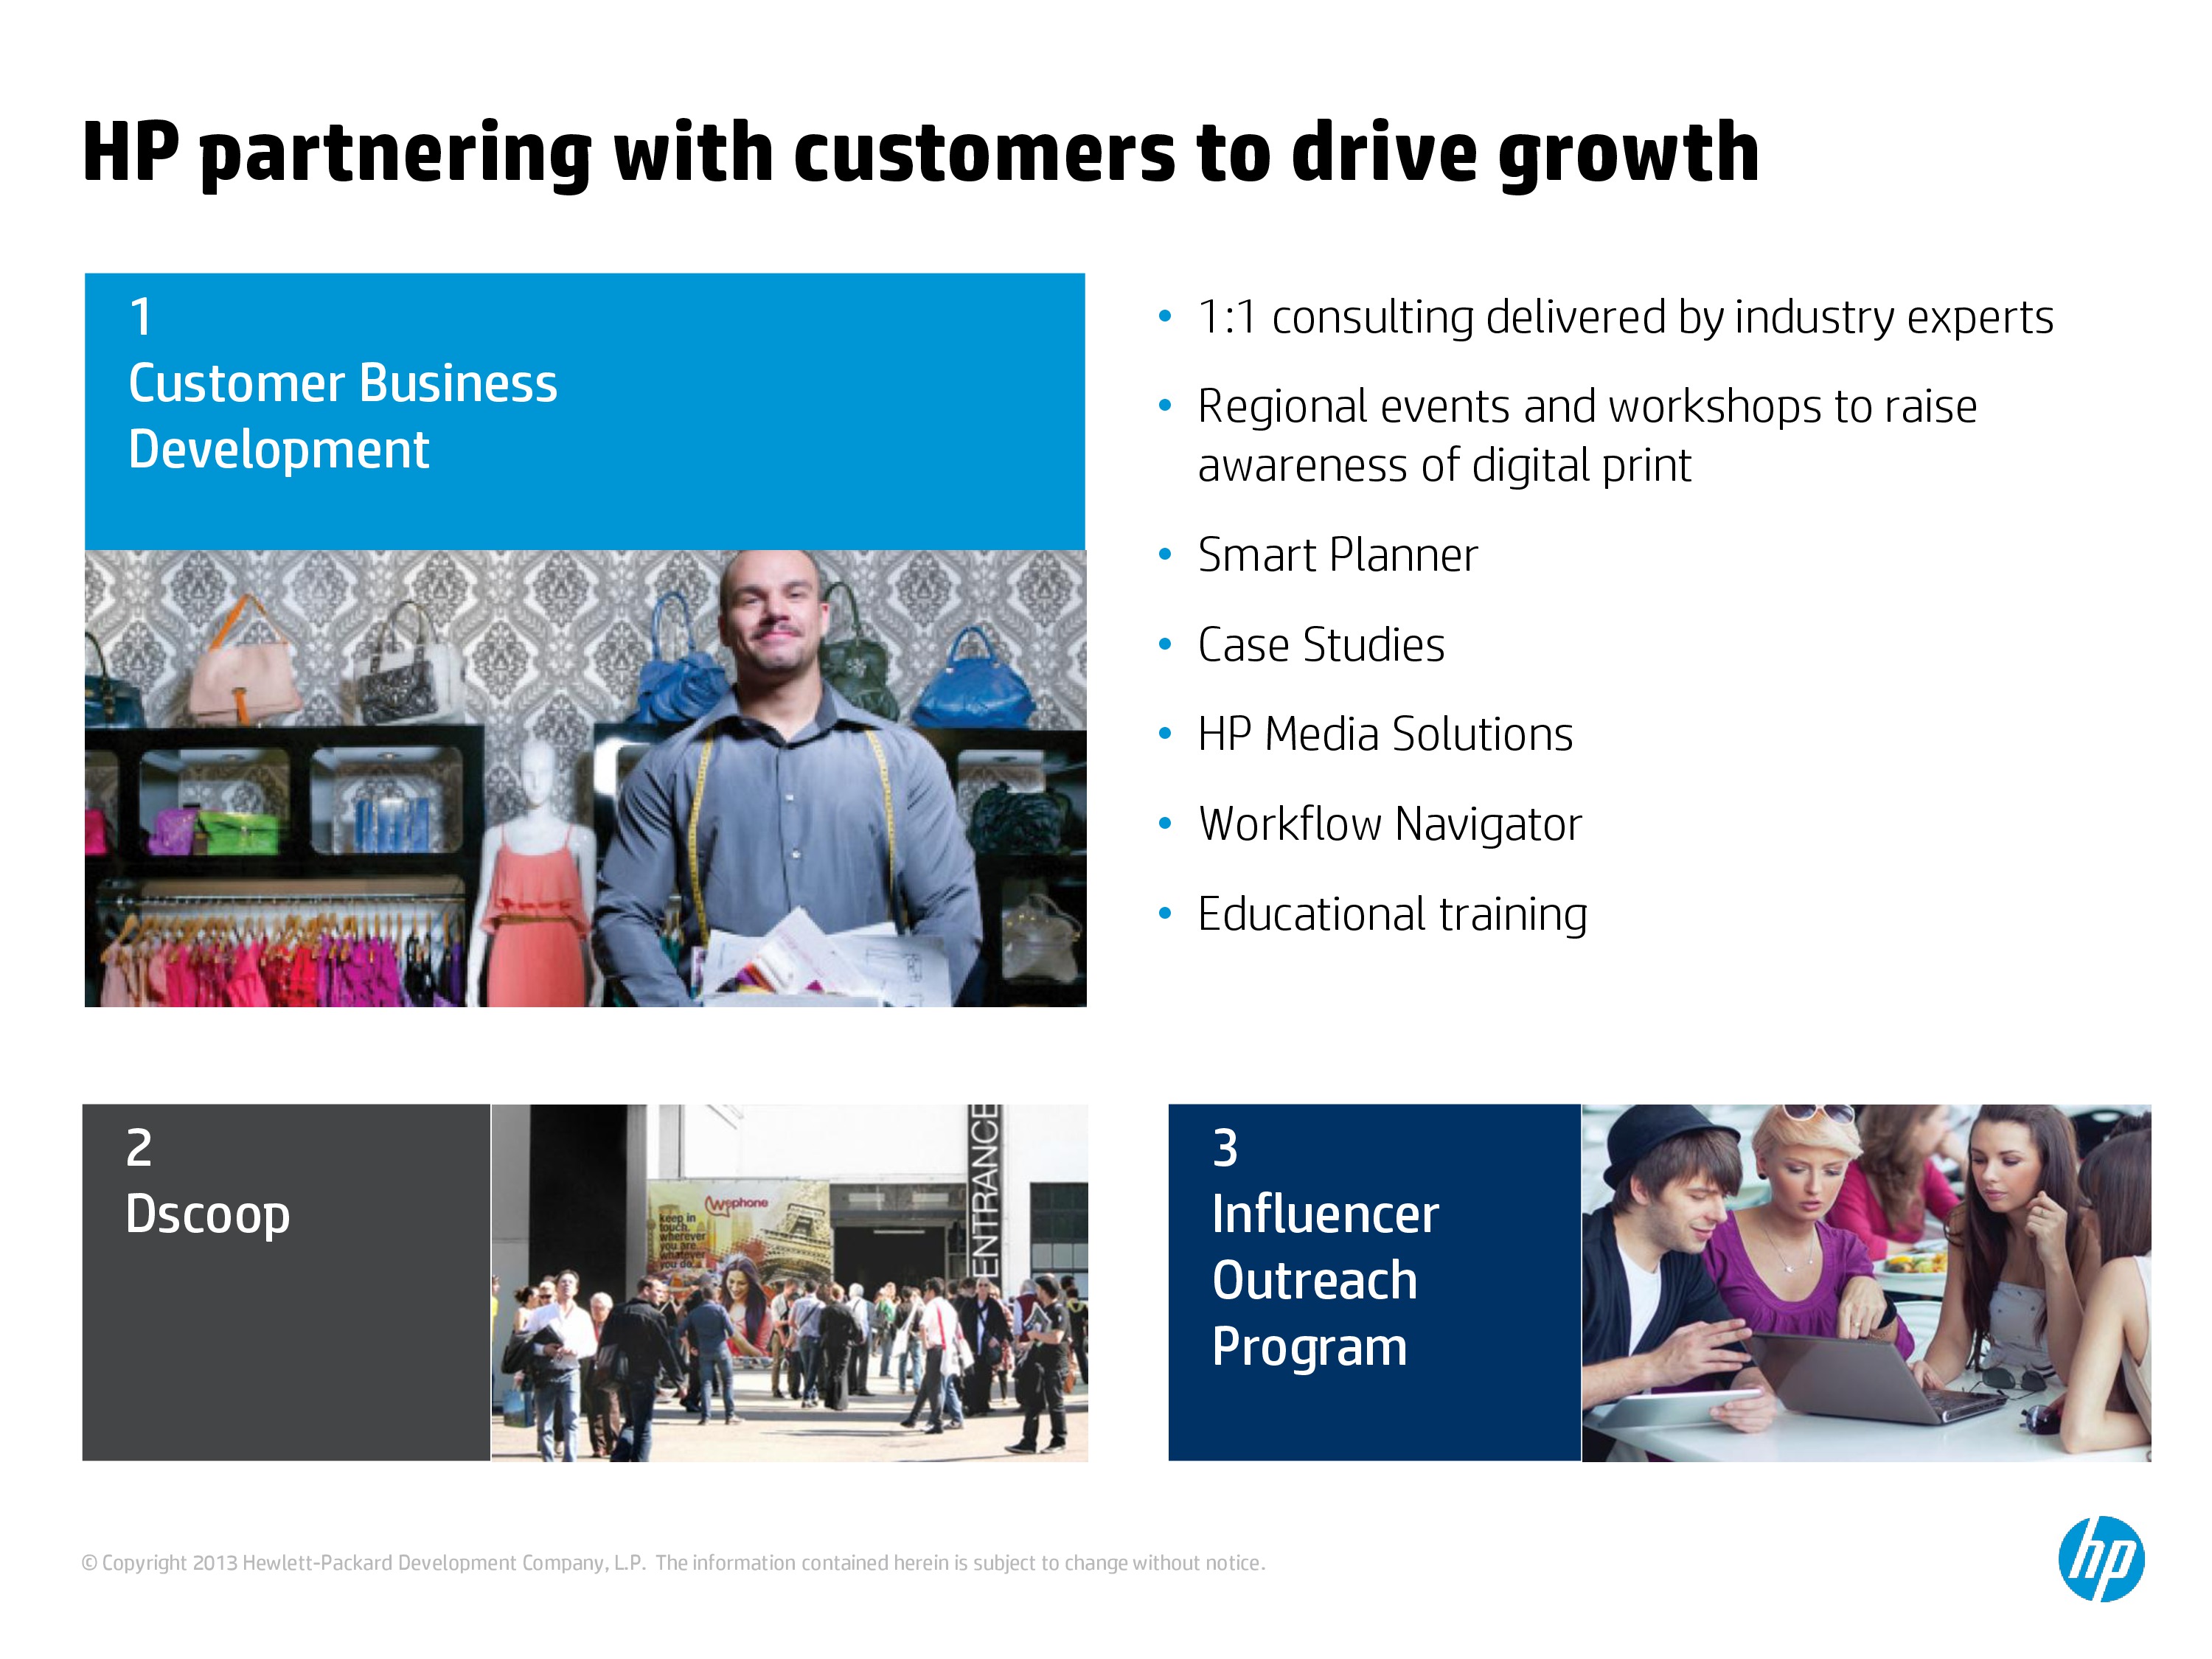 HP partnering with customers to drive growth
1
Customer Business
Development
• 1:1 consulting delivered by industry experts
• Regional events and workshops to raise
awareness of digital print
• Smart Planner
• Case Studies
• HP Media Solutions
• Workflow Navigator
• Educational training
2
Dscoop
wephone
keep in
touch.
wherever
you are
whatever
you do.
ENTRANCE
3
Influencer
Outreach
Program
© Copyright 2013 Hewlett-Packard Development Company, L.P. The information contained herein is subject to change without notice.
hp